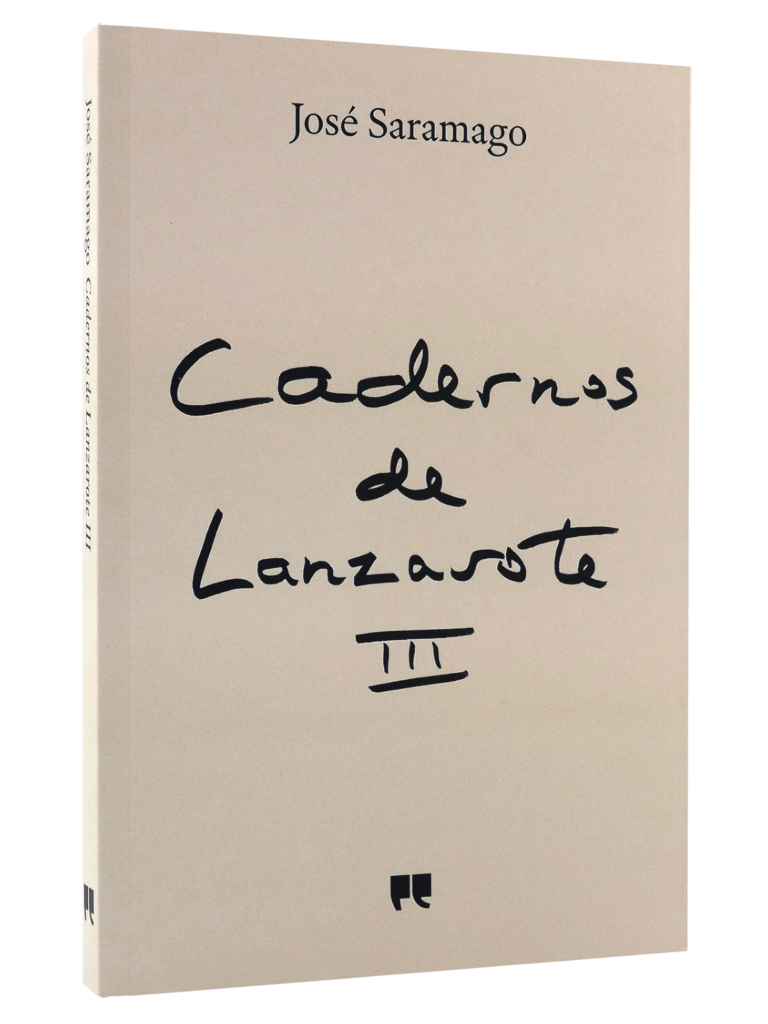 José Saramago
Cadernos
de
Lanzarote
III
José Saramago Cadernos de Lanzarote III